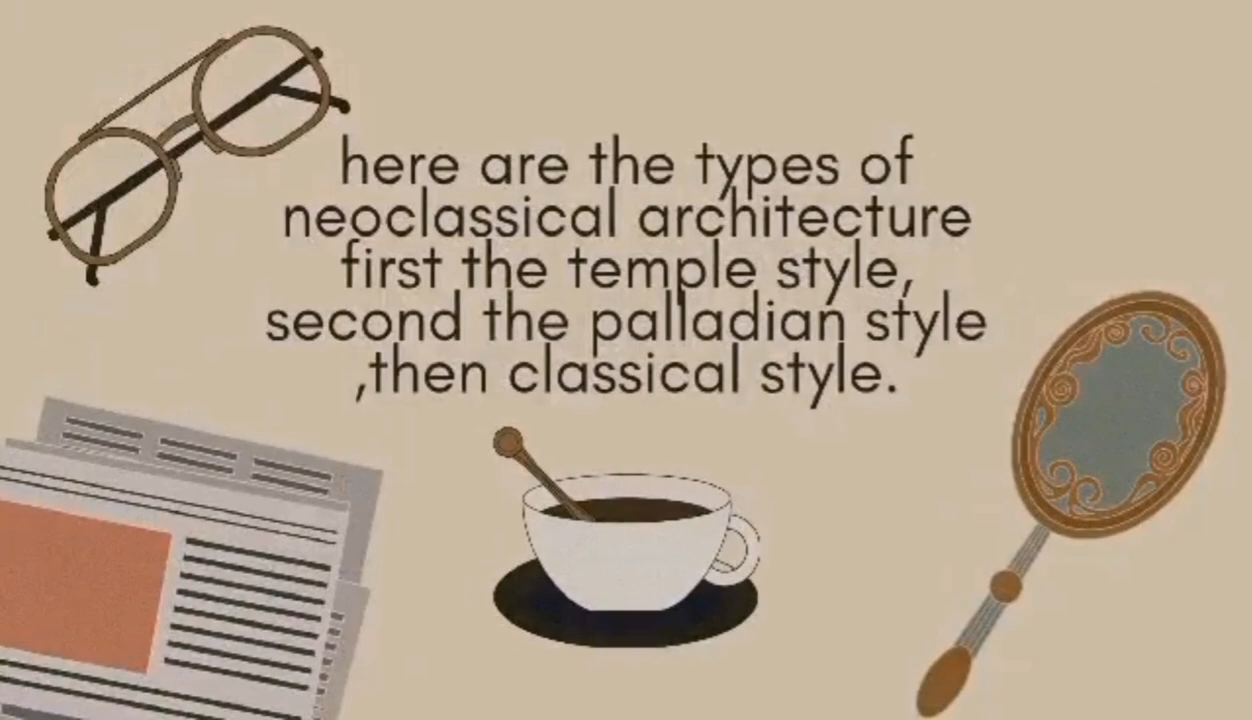 here are the types of
neoclassical architecture
first the temple style,
second the palladian style
,then classical style.